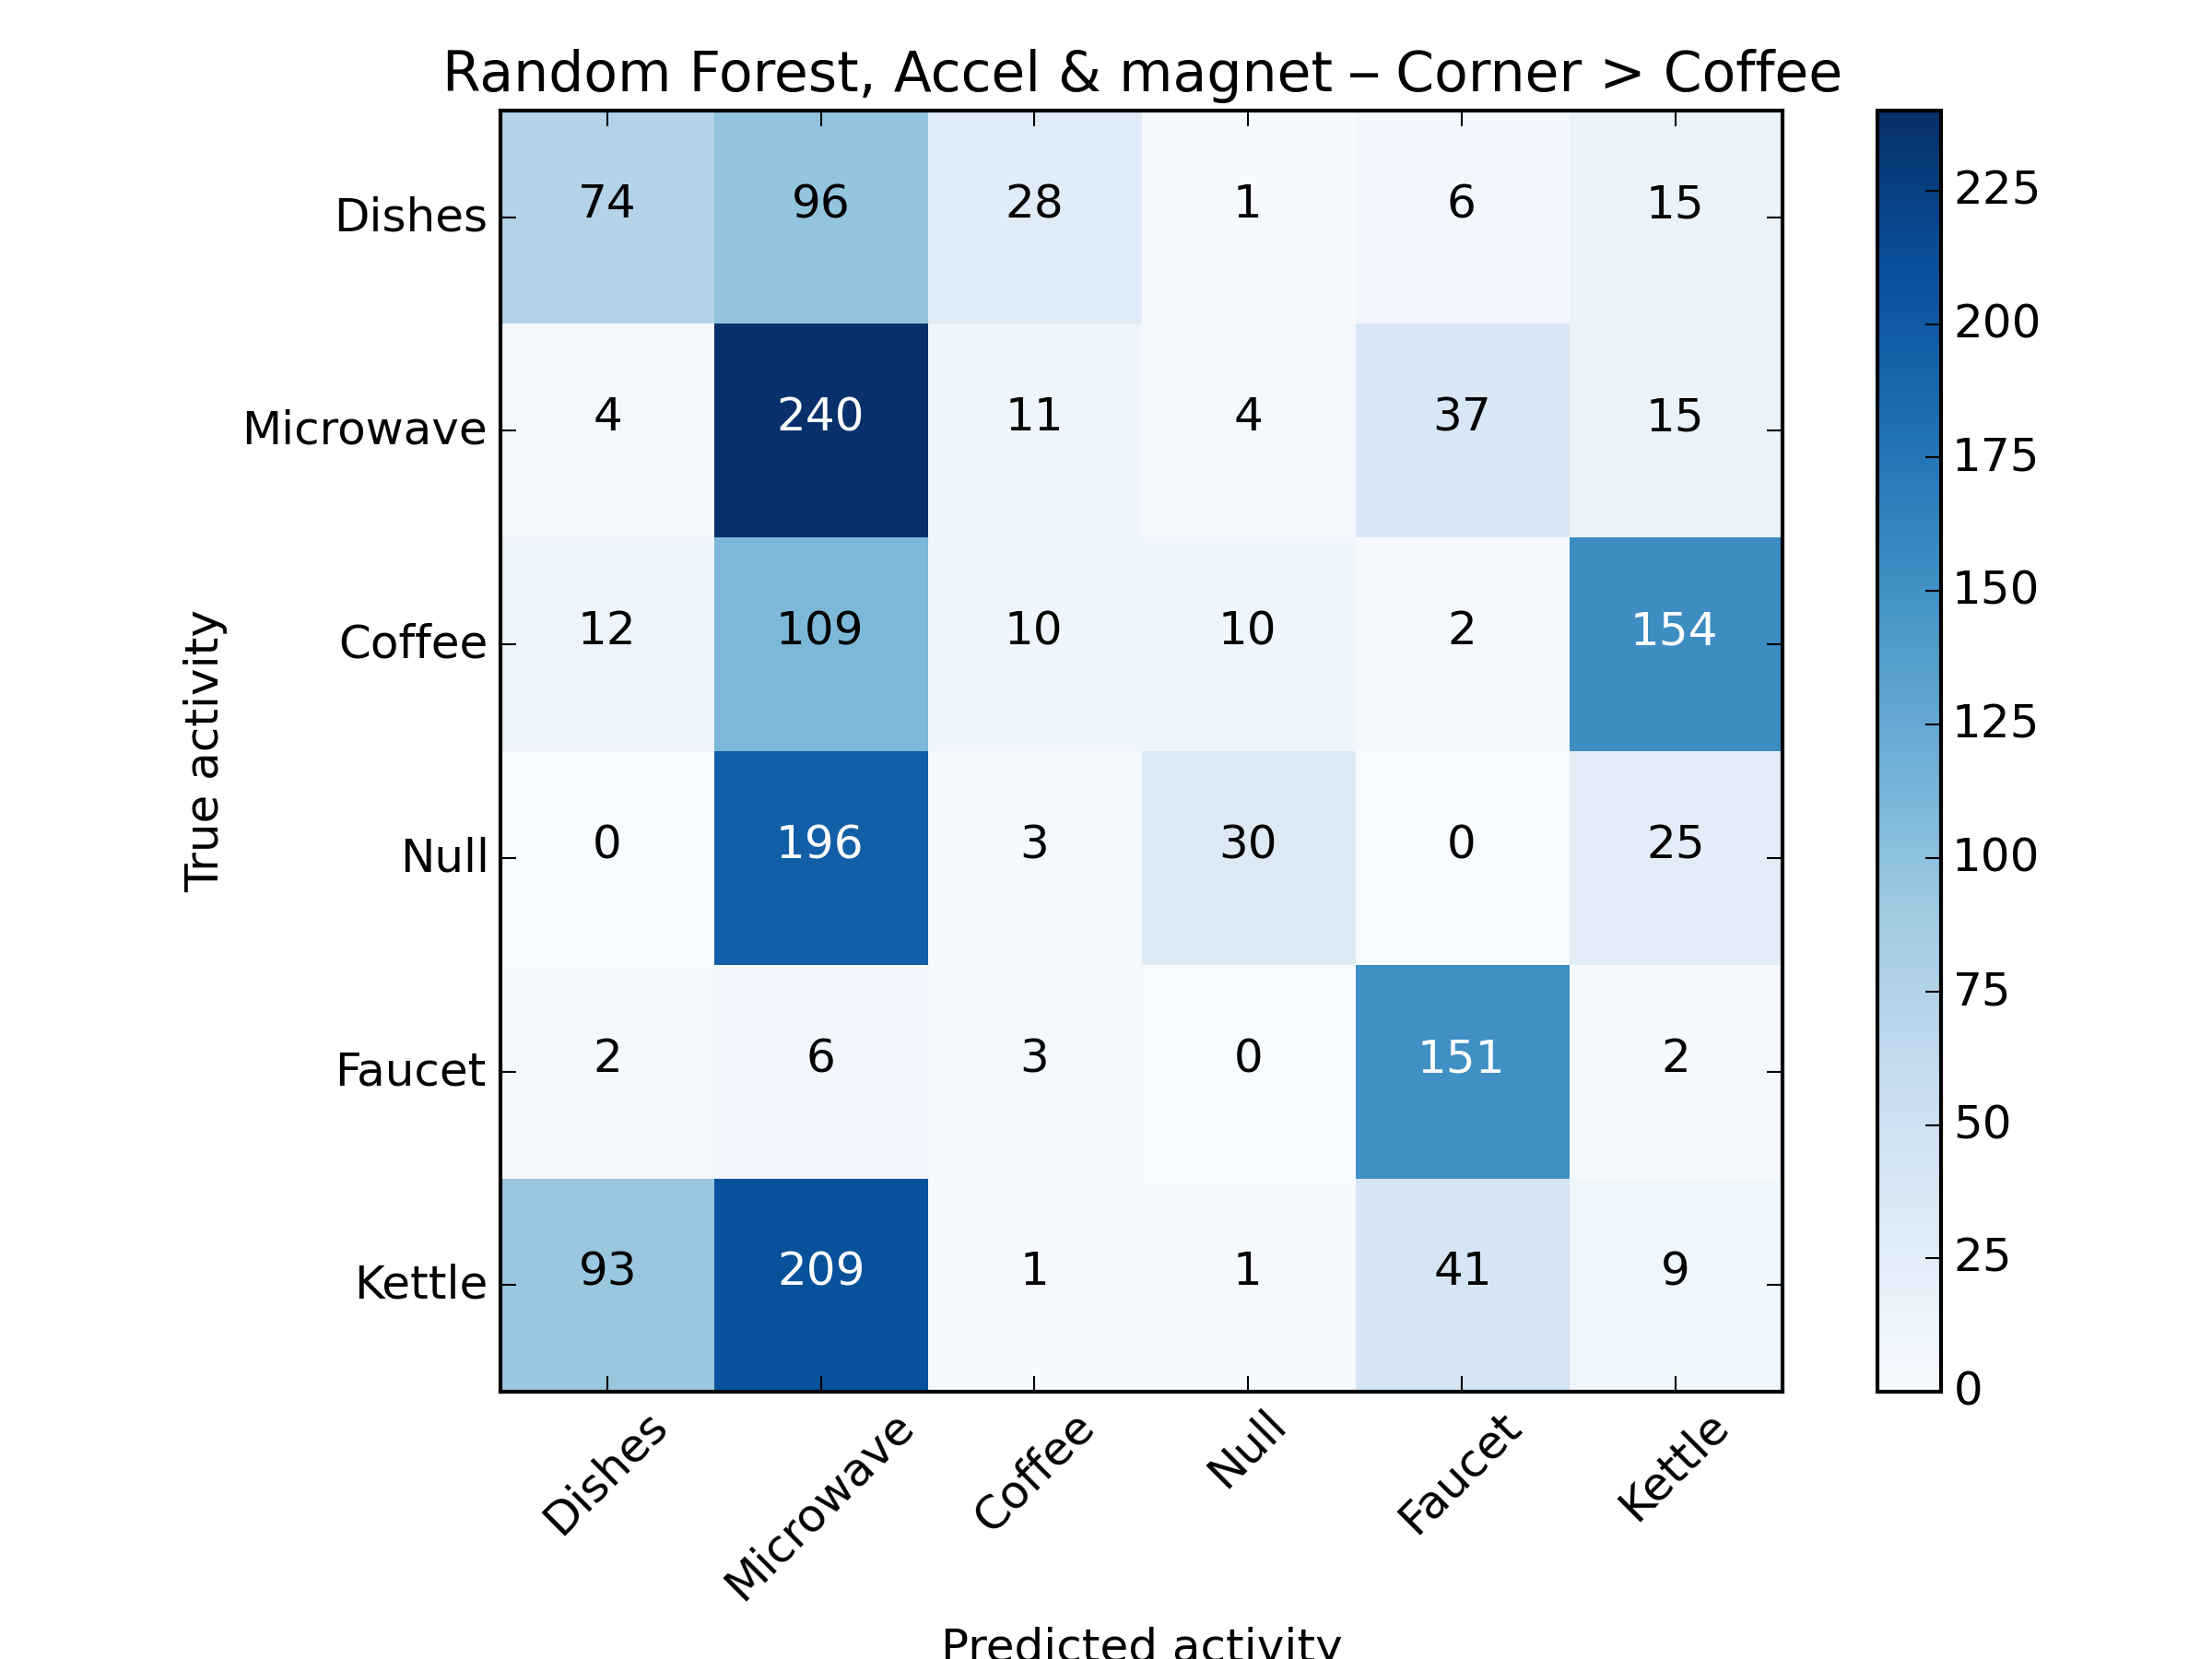 Random Forest, Accel & magnet – Corner > Coffee
True activity
Dishes 74 96 28 1 6 15
Microwave 4 240 11 4 37 15
Coffee 12 109 10 10 2 154
Null 0 196 3 30 0 25
Faucet 2 6 3 0 151 2
Kettle 93 209 1 1 41 9
Dishes Microwave Coffee Null Faucet Kettle
Predicted activity
225
200
175
150
125
100
75
50
25
0